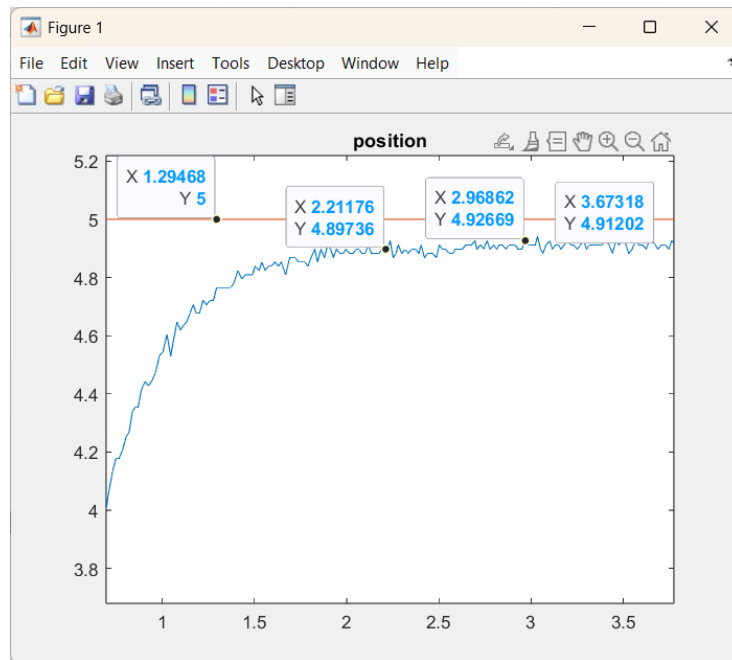 Figure 1
File Edit View Insert Tools Desktop Window Help
position
5.2
5
4.8
4.6
4.4
4.2
4
3.8
X 1.29468
Y 5
X 2.21176
Y 4.89736
X 2.96862
Y 4.92669
X 3.67318
Y 4.91202
1 1.5 2 2.5 3 3.5